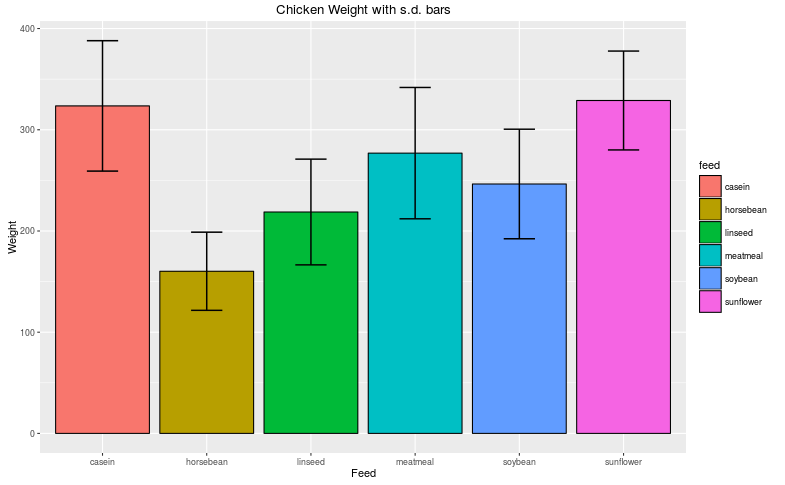 Chicken Weight with s.d. bars
Weight
400
300
200
100
0
casein
horsebean
linseed
meatmeal
soybean
sunflower
Feed
feed
casein
horsebean
linseed
meatmeal
soybean
sunflower